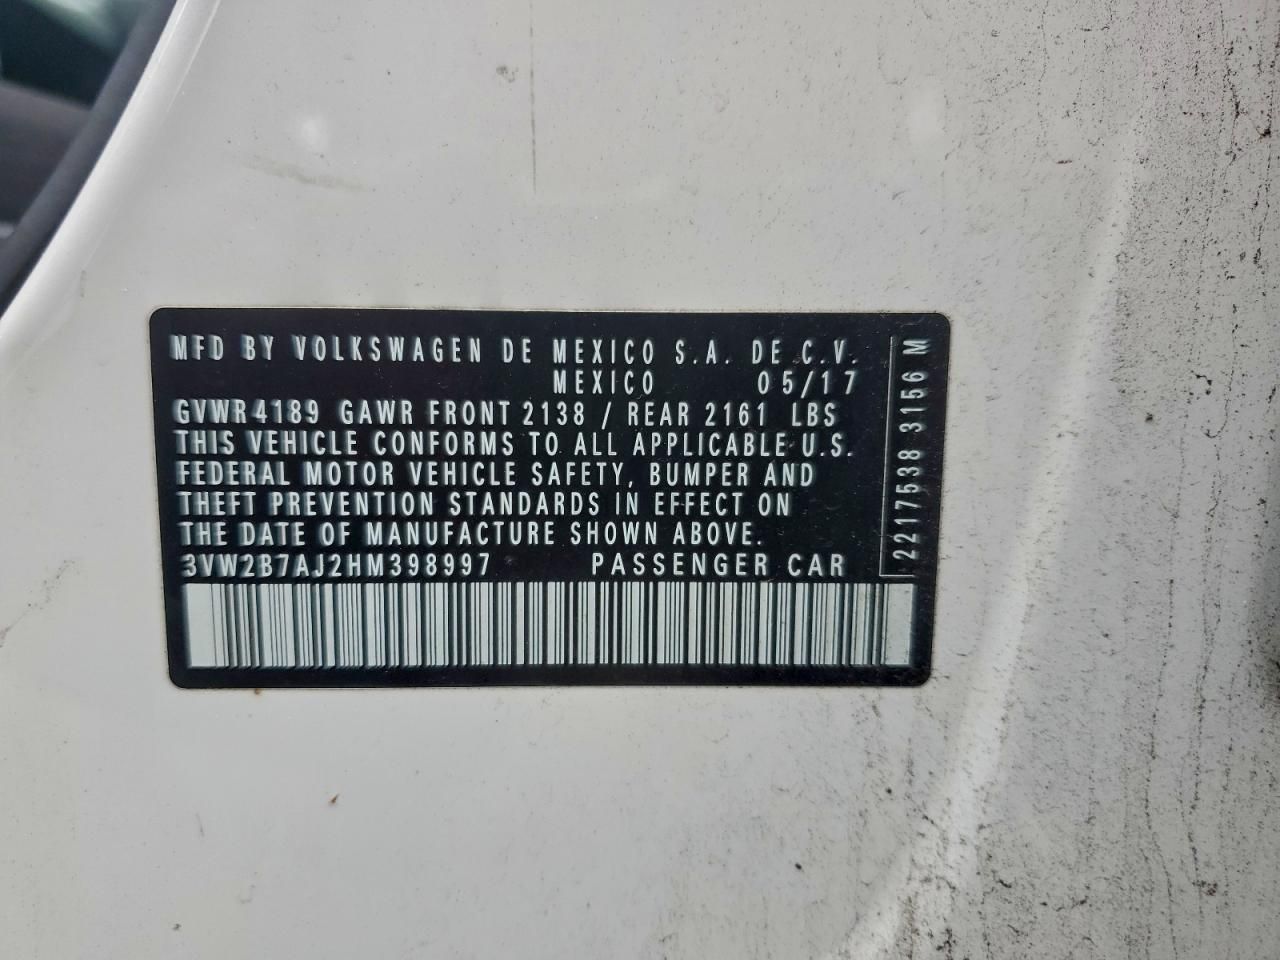 MFD BY VOLKSWAGEN DE MEXICO S.A. DE C.V.
MEXICO 05/17
GVWR 4189 GAWR FRONT 2138 / REAR 2161 LBS
THIS VEHICLE CONFORMS TO ALL APPLICABLE U.S.
FEDERAL MOTOR VEHICLE SAFETY, BUMPER AND
THEFT PREVENTION STANDARDS IN EFFECT ON
THE DATE OF MANUFACTURE SHOWN ABOVE.
3VW2B7AJ2HM398997 PASSENGER CAR
2217538 3156 M